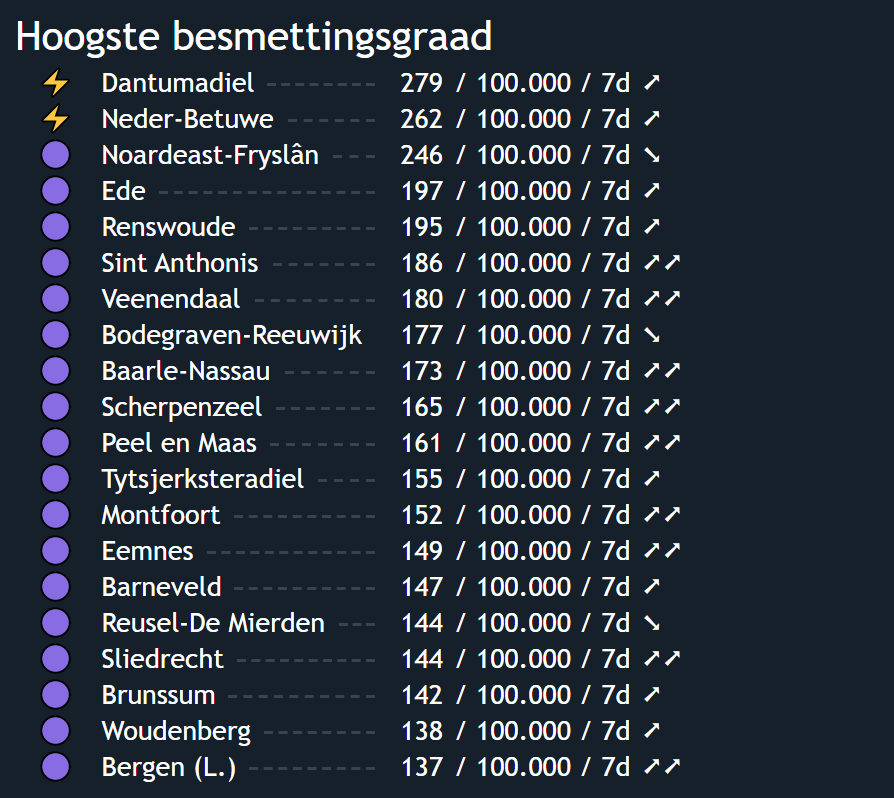 Hoogste besmettingsgraad
⚡ Dantumadiel 279 / 100.000 / 7d ➚
⚡ Neder-Betuwe 262 / 100.000 / 7d ➚
🟣 Noardeast-Fryslân 246 / 100.000 / 7d ➘
🟣 Ede 197 / 100.000 / 7d ➚
🟣 Renswoude 195 / 100.000 / 7d ➚
🟣 Sint Anthonis 186 / 100.000 / 7d ➚➚
🟣 Veenendaal 180 / 100.000 / 7d ➚➚
🟣 Bodegraven-Reeuwijk 177 / 100.000 / 7d ➘
🟣 Baarle-Nassau 173 / 100.000 / 7d ➚➚
🟣 Scherpenzeel 165 / 100.000 / 7d ➚➚
🟣 Peel en Maas 161 / 100.000 / 7d ➚➚
🟣 Tytsjerksteradiel 155 / 100.000 / 7d ➚
🟣 Montfoort 152 / 100.000 / 7d ➚➚
🟣 Eemnes 149 / 100.000 / 7d ➚➚
🟣 Barneveld 147 / 100.000 / 7d ➚
🟣 Reusel-De Mierden 144 / 100.000 / 7d ➘
🟣 Sliedrecht 144 / 100.000 / 7d ➚➚
🟣 Brunssum 142 / 100.000 / 7d ➚
🟣 Woudenberg 138 / 100.000 / 7d ➚
🟣 Bergen (L.) 137 / 100.000 / 7d ➚➚